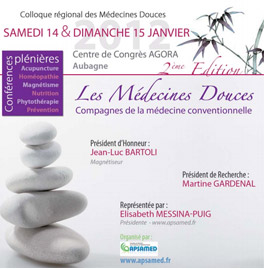 Colloque régional des Médecines Douces
SAMEDI 14 & DIMANCHE 15 JANVIER
2012
Centre de Congrès AGORA
Aubagne
2ème Edition
Conférences
plénières
Acupuncture
Homéopathie
Magnétisme
Nutrition
Phytothérapie
Prévention
Les Médecines Douces
Compagnes de la médecine conventionnelle
Président d'Honneur :
Jean-Luc BARTOLI
Magnétiseur
Président de Recherche :
Martine GARDENAL
Représentée par :
Elisabeth MESSINA-PUIG
Présidente - www.apsamed.fr
Organisé par :
APSAMED
www.apsamed.fr